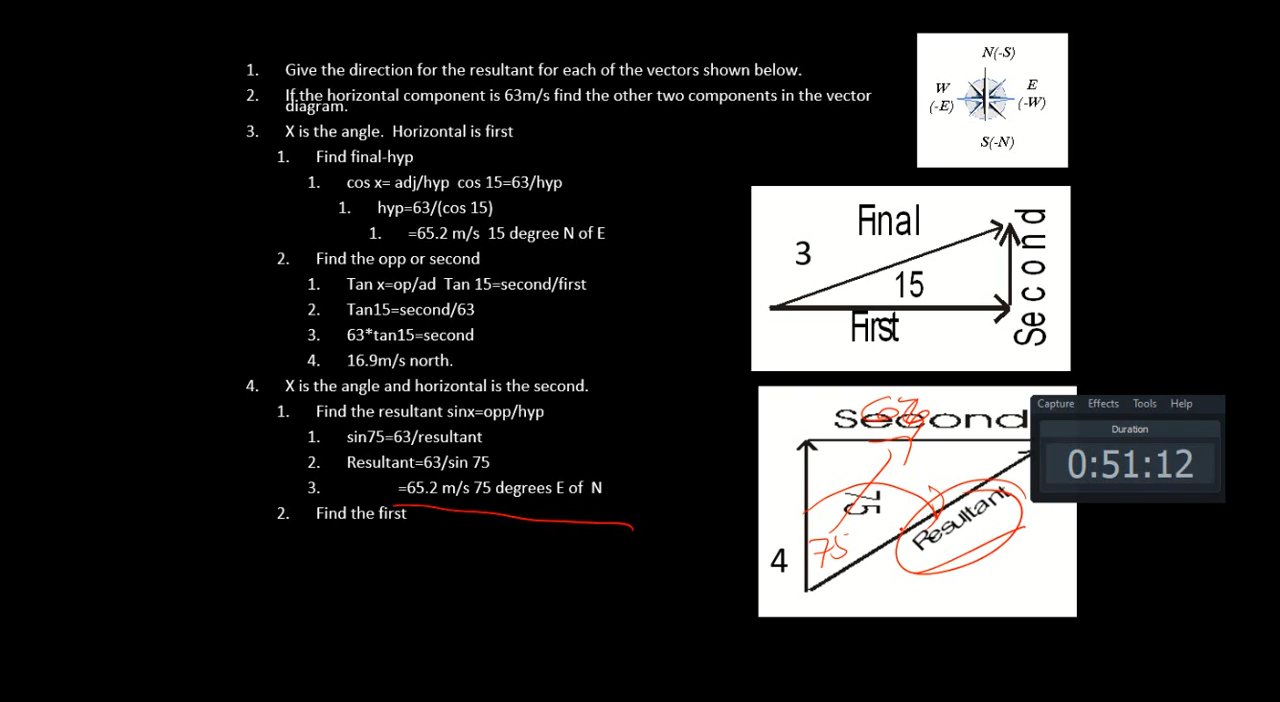 1. Give the direction for the resultant for each of the vectors shown below.
2. If the horizontal component is 63m/s find the other two components in the vector
diagram.
3. X is the angle. Horizontal is first
1. Find final-hyp
1. cos x= adj/hyp cos 15=63/hyp
1. hyp=63/(cos 15)
1. =65.2 m/s 15 degree N of E
2. Find the opp or second
1. Tan x=op/ad Tan 15=second/first
2. Tan15=second/63
3. 63*tan15=second
4. 16.9m/s north.
4. X is the angle and horizontal is the second.
1. Find the resultant sinx=opp/hyp
1. sin75=63/resultant
2. Resultant=63/sin 75
3. =65.2 m/s 75 degrees E of N
2. Find the first
N(-S)
W
(-E)
E
(-W)
S(-N)
Final
3
15
First
Second
Second
75
Resultant
4
75
Capture Effects Tools Help
Duration
0:51:12